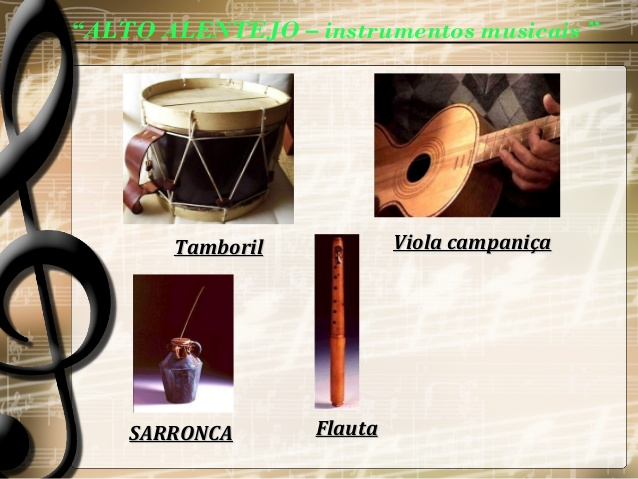 “ALTO ALENTEJO – instrumentos musicais ”
Tamboril
Viola campaniça
SARRONCA
Flauta